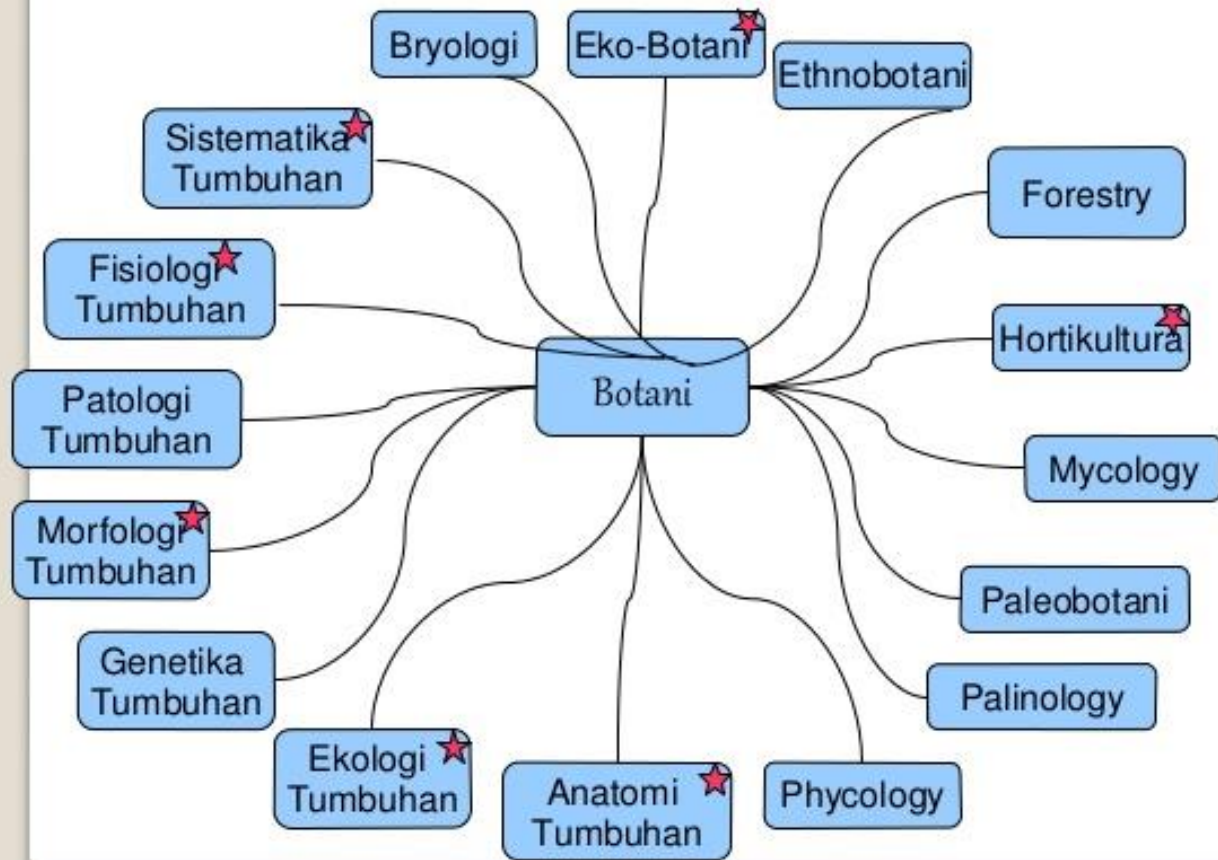 Bryologi
Eko-Botani
Ethnobotani
Sistematika
Tumbuhan
Forestry
Fisiologi
Tumbuhan
Hortikultura
Botani
Patologi
Tumbuhan
Mycology
Morfologi
Tumbuhan
Paleobotani
Genetika
Tumbuhan
Palinology
Ekologi
Tumbuhan
Anatomi
Tumbuhan
Phycology